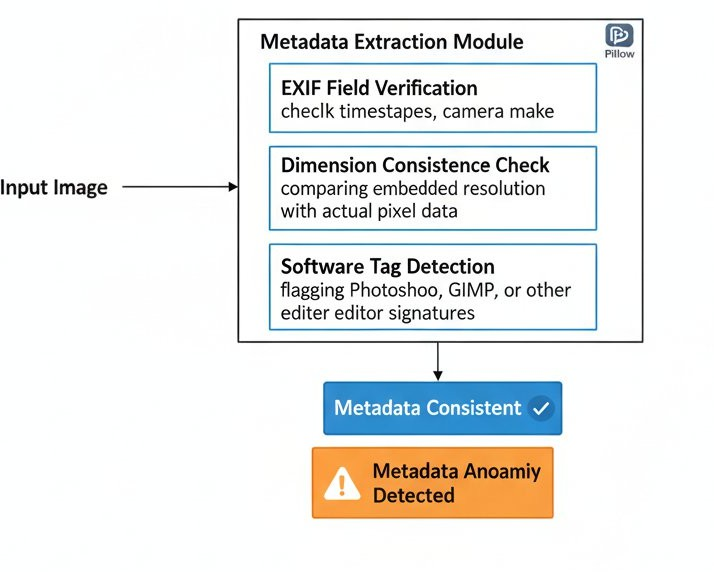 Metadata Extraction Module
Pillow
EXIF Field Verification
checlk timestapes, camera make
Input Image
Dimension Consistence Check
comparing embedded resolution
with actual pixel data
Software Tag Detection
flagging Photoshoo, GIMP, or other
editer editor signatures
Metadata Consistent
Metadata Anoamiy
Detected